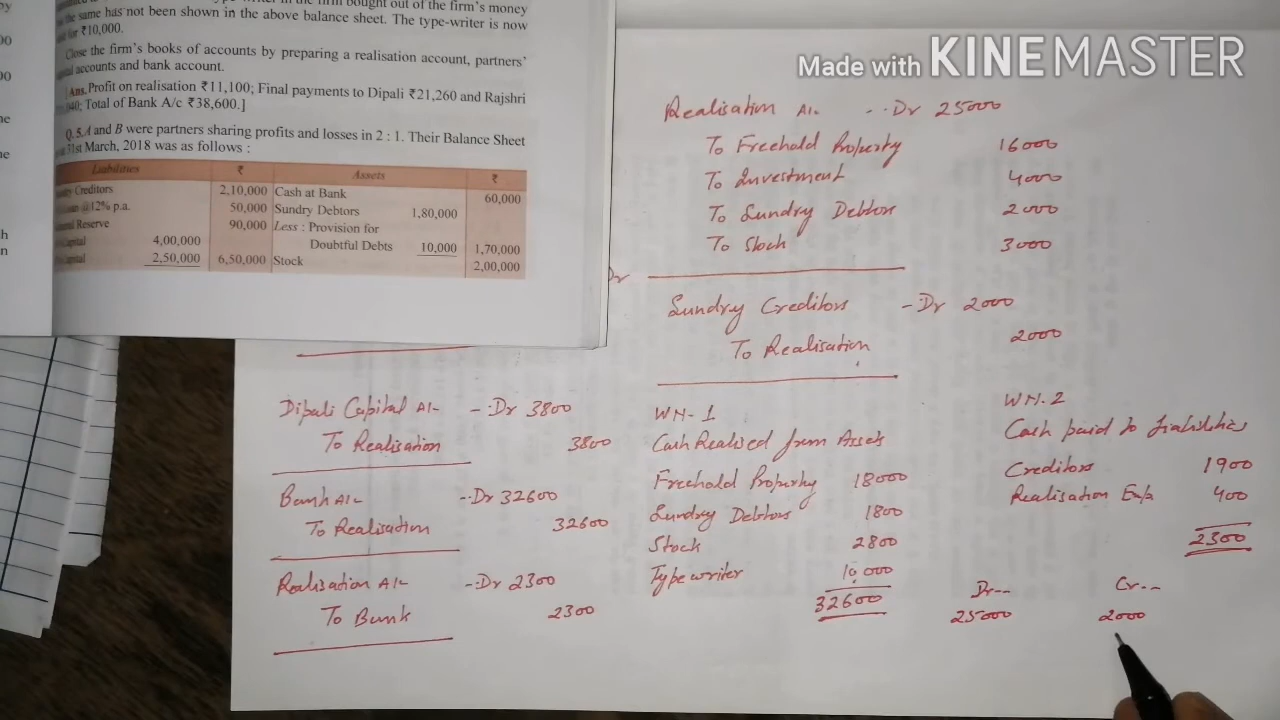 bought out of the firm's money
the same has not been shown in the above balance sheet. The type-writer is now
for ₹10,000.
Close the firm's books of accounts by preparing a realisation account, partners'
accounts and bank account.
[Ans. Profit on realisation ₹11,100; Final payments to Dipali ₹21,260 and Rajshri
Total of Bank A/c ₹38,600.]
Q.5. A and B were partners sharing profits and losses in 2 : 1. Their Balance Sheet
31st March, 2018 was as follows :
Liabilities ₹ Assets ₹
Creditors 2,10,000 Cash at Bank 60,000
@12% p.a. 50,000 Sundry Debtors 1,80,000
Reserve 90,000 Less : Provision for
Capital 4,00,000 Doubtful Debts 10,000 1,70,000
Capital 2,50,000 6,50,000 Stock 2,00,000
Made with KINEMASTER
Realisation A/c --Dr 25000
To Freehold Property 16000
To Investment 4000
To Sundry Debtors 2000
To Stock 3000
Dr
Sundry Creditors -Dr 2000
To Realisation 2000
Dipali Capital A/c -.Dr 3800
To Realisation 3800
Bank A/c --Dr 32600
To Realisation 32600
Realisation A/c --Dr 2300
To Bank 2300
WN-1
Cash Realised from Assets
Freehold Property 18000
Sundry Debtors 1800
Stock 2800
Typewriter 10000
32600
WN.2
Cash paid to Liabilities
Creditors 1900
Realisation Exp 400
2300
Dr-- Cr--
25000 2000